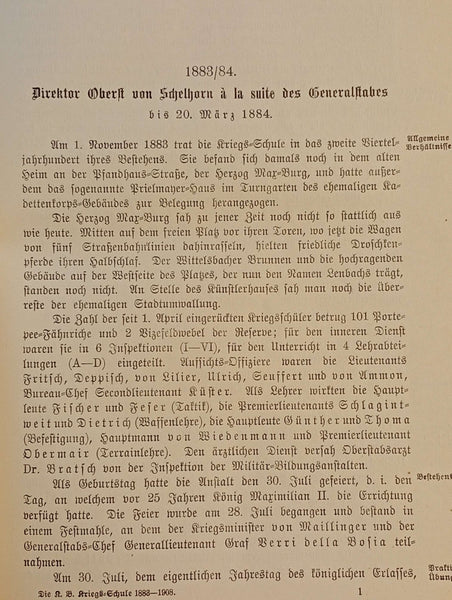 1883/84.
Direktor Oberst von Schelhorn à la suite des Generalstabes
bis 20. März 1884.
Am 1. November 1883 trat die Kriegs-Schule in das zweite Viertel-
jahrhundert ihres Bestehens. Sie befand sich damals noch in dem alten
Heim an der Pfandhaus-Straße, der Herzog Max-Burg, und hatte außer-
dem das sogenannte Prielmayer-Haus im Turngarten des ehemaligen Ka-
dettenkorps-Gebäudes zur Belegung herangezogen.
Allgemeine
Verhältnisse
Die Herzog Max-Burg sah zu jener Zeit noch nicht so stattlich aus
wie heute. Mitten auf dem freien Platz vor ihren Toren, wo jetzt die Wagen
von fünf Straßenbahnlinien dahinrasseln, hielten friedliche Droschken-
pferde ihren Halbschlaf. Der Wittelsbacher Brunnen und die hochragenden
Gebäude auf der Westseite des Platzes, der nun den Namen Lenbachs trägt,
standen noch nicht. An Stelle des Künstlerhauses sah man noch die Über-
reste der ehemaligen Stadtumwallung.
Die Zahl der seit 1. April eingerückten Kriegsschüler betrug 101 Porte-
pee-Fähnriche und 2 Vizefeldwebel der Reserve; für den inneren Dienst
waren sie in 6 Inspektionen (I—VI), für den Unterricht in 4 Lehrabtei-
lungen (A—D) eingeteilt. Aufsichts-Offiziere waren die Lieutenants
Fritsch, Deppisch, von Lilier, Ulrich, Seuffert und von Ammon,
Bureau-Chef Secondlieutenant Küster. Als Lehrer wirkten die Haupt-
leute Fischer und Feser (Taktik), die Premierlieutenants Schlagint-
weit und Dietrich (Waffenlehre), die Hauptleute Günther und Thoma
(Befestigung), Hauptmann von Wiedenmann und Premierlieutenant
Obermair (Terrainlehre). Den ärztlichen Dienst versah Oberstabsarzt
Dr. Bratsch von der Inspektion der Militär-Bildungsanstalten.
Als Geburtstag hatte die Anstalt den 30. Juli gefeiert, d. i. den
Tag, an welchem vor 25 Jahren König Maximilian II. die Errichtung
verfügt hatte. Die Feier wurde am 28. Juli begangen und bestand in
einem Festmahle, an dem der Kriegsminister von Maillinger und der
Generalstabs-Chef Generallieutenant Graf Verri della Bosia teil-
nahmen.
Bestehens
Am 30. Juli, dem eigentlichen Jahrestag des königlichen Erlasses,
Prakti
Übung
Die K. B. Kriegs-Schule 1883—1908.
1